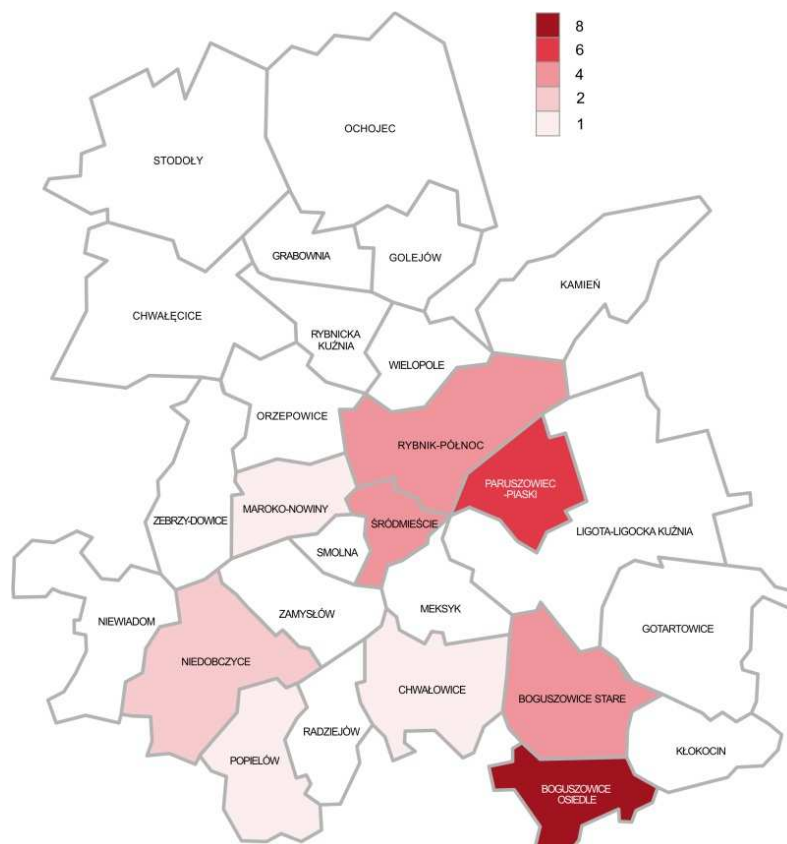 8
6
4
2
1
OCHOJEC
STODOŁY
GRABOWNIA
GOLEJÓW
KAMIEŃ
CHWAŁĘCICE
RYBNICKA
KUŹNIA
WIELOPOLE
ORZEPOWICE
RYBNIK-PÓŁNOC
PARUSZOWIEC
-PIASKI
MAROKO-NOWINY
ŚRÓDMIEŚCIE
ZEBRZY-DOWICE
LIGOTA-LIGOCKA KUŹNIA
SMOLNA
ZAMYSŁÓW
MEKSYK
NIEWIADOM
GOTARTOWICE
NIEDOBCZYCE
CHWAŁOWICE
BOGUSZOWICE STARE
RADZIEJÓW
KŁOKOCIN
POPIELÓW
BOGUSZOWICE
OSIEDLE